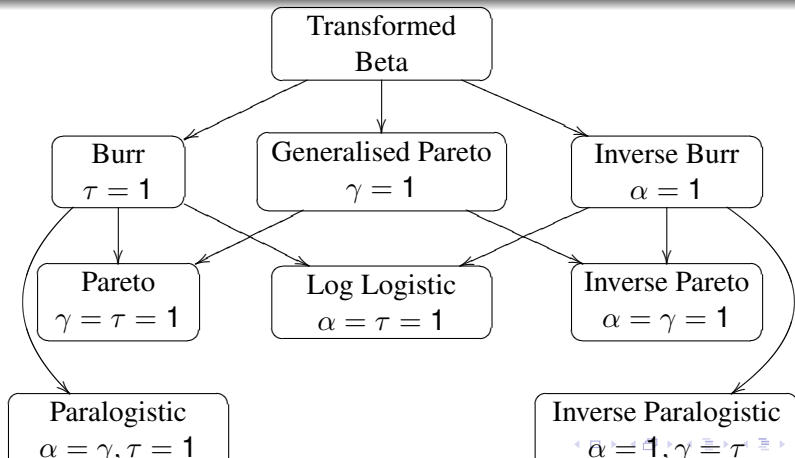 Transformed
Beta
Burr
τ = 1
Generalised Pareto
γ = 1
Inverse Burr
α = 1
Pareto
γ = τ = 1
Log Logistic
α = τ = 1
Inverse Pareto
α = γ = 1
Paralogistic
α = γ, τ = 1
Inverse Paralogistic
α = 1, γ = τ